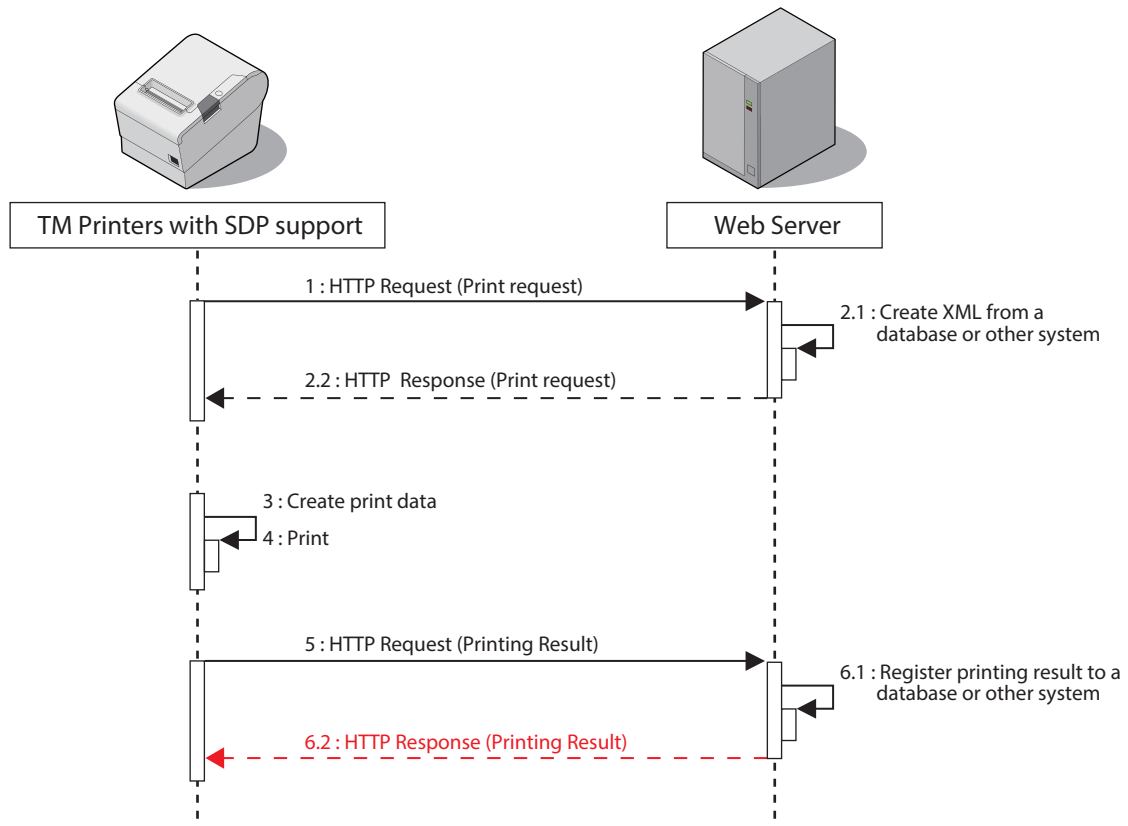 TM Printers with SDP support
Web Server
1 : HTTP Request (Print request)
2.1 : Create XML from a
database or other system
2.2 : HTTP  Response (Print request)
3 : Create print data
4 : Print
5 : HTTP Request (Printing Result)
6.1 : Register printing result to a
database or other system
6.2 : HTTP Response (Printing Result)